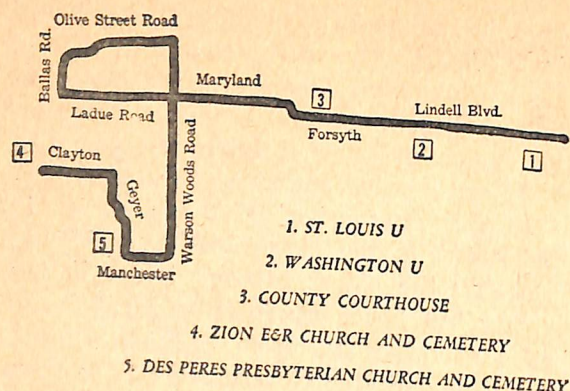 Olive Street Road
Ballas Rd.
Maryland
3
Lindell Blvd.
Ladue Road
Forsyth
4
Clayton
2
1
Geyer
Warson Woods Road
5
Manchester
1. ST. LOUIS U
2. WASHINGTON U
3. COUNTY COURTHOUSE
4. ZION E&R CHURCH AND CEMETERY
5. DES PERES PRESBYTERIAN CHURCH AND CEMETERY